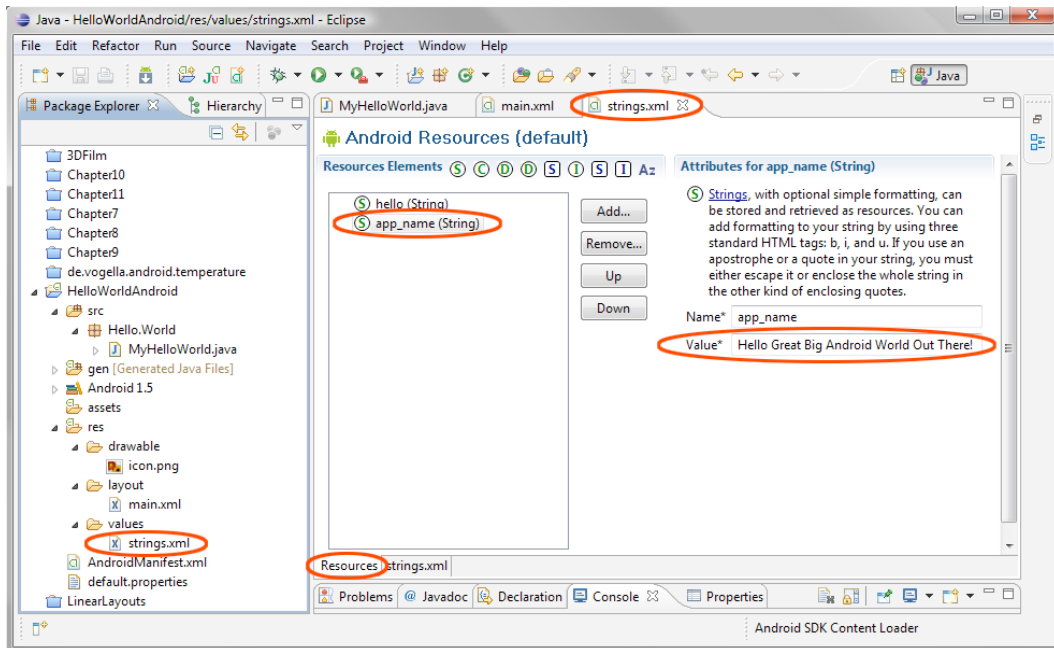 Java - HelloWorldAndroid/res/values/strings.xml - Eclipse
File Edit Refactor Run Source Navigate Search Project Window Help
Java
Package Explorer Hierarchy
3DFilm
Chapter10
Chapter11
Chapter7
Chapter8
Chapter9
de.vogella.android.temperature
HelloWorldAndroid
src
Hello.World
MyHelloWorld.java
gen [Generated Java Files]
Android 1.5
assets
res
drawable
icon.png
layout
main.xml
values
strings.xml
AndroidManifest.xml
default.properties
LinearLayouts
MyHelloWorld.java main.xml strings.xml
Android Resources (default)
Resources Elements S C D D S I S I Az
S hello (String)
S app_name (String)
Add...
Remove...
Up
Down
Attributes for app_name (String)
S Strings, with optional simple formatting, can
be stored and retrieved as resources. You can
add formatting to your string by using three
standard HTML tags: b, i, and u. If you use an
apostrophe or a quote in your string, you must
either escape it or enclose the whole string in
the other kind of enclosing quotes.
Name* app_name
Value* Hello Great Big Android World Out There!
Resources strings.xml
Problems @ Javadoc Declaration Console Properties
Android SDK Content Loader